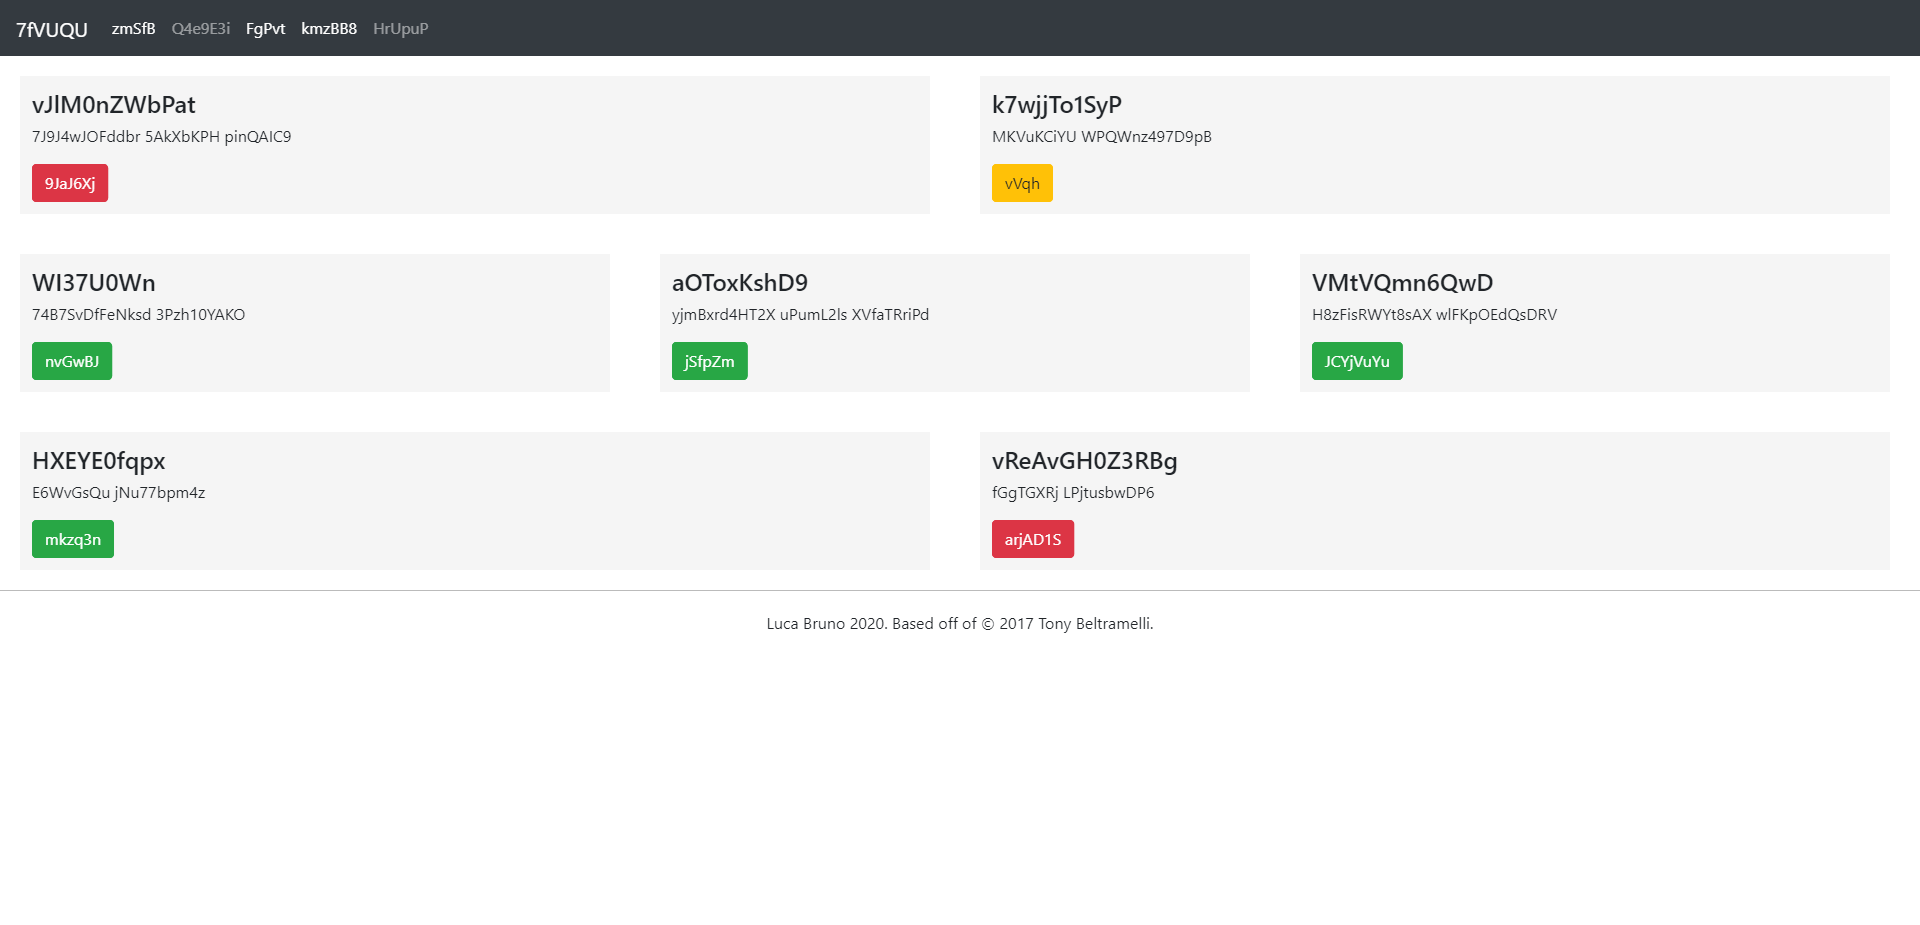 7fVUQU zmSfB Q4e9E3i FgPvt kmzBB8 HrUpuP
vJlM0nZWbPat
7J9J4wJOFddbr 5AkXbKPH pinQAIC9
9JaJ6Xj
k7wjjTo1SyP
MKVuKCiYU WPQWnz497D9pB
vVqh
WI37U0Wn
74B7SvDfFeNksd 3Pzh10YAKO
nvGwBJ
aOToxKshD9
yjmBxrd4HT2X uPumL2ls XVfaTRriPd
jSfpZm
VMtVQmn6QwD
H8zFisRWYt8sAX wlFKpOEdQsDRV
JCYjVuYu
HXEYE0fqpx
E6WvGsQu jNu77bpm4z
mkzq3n
vReAvGH0Z3RBg
fGgTGXRj LPjtusbwDP6
arjAD1S
Luca Bruno 2020. Based off of © 2017 Tony Beltramelli.